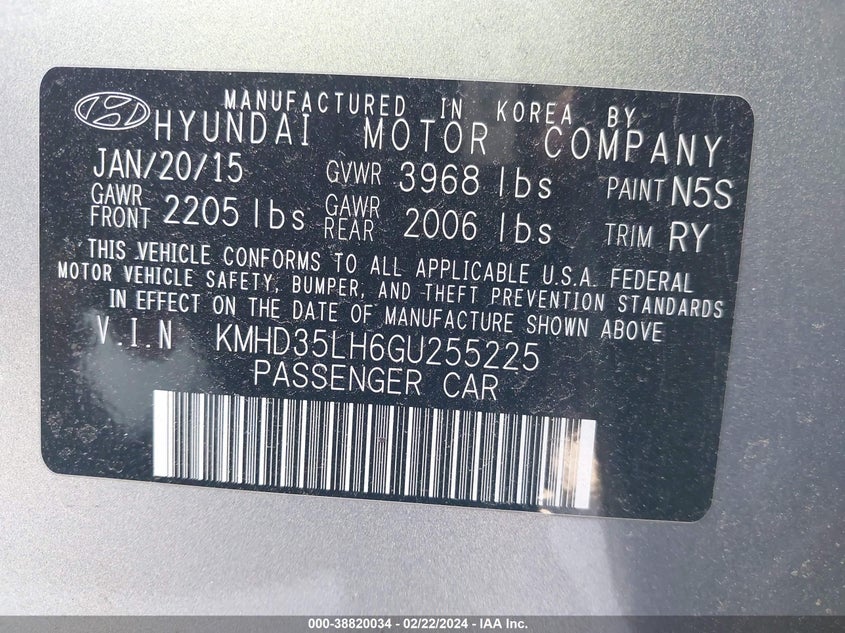 MANUFACTURED IN KOREA BY
HYUNDAI MOTOR COMPANY
JAN/20/15 GVWR 3968 lbs PAINT N5S
GAWR FRONT 2205 lbs GAWR REAR 2006 lbs TRIM RY
THIS VEHICLE CONFORMS TO ALL APPLICABLE U.S.A. FEDERAL
MOTOR VEHICLE SAFETY, BUMPER, AND THEFT PREVENTION STANDARDS
IN EFFECT ON THE DATE OF MANUFACTURE SHOWN ABOVE
V.I.N KMHD35LH6GU255225
PASSENGER CAR
000-38820034 - 02/22/2024 - IAA Inc.